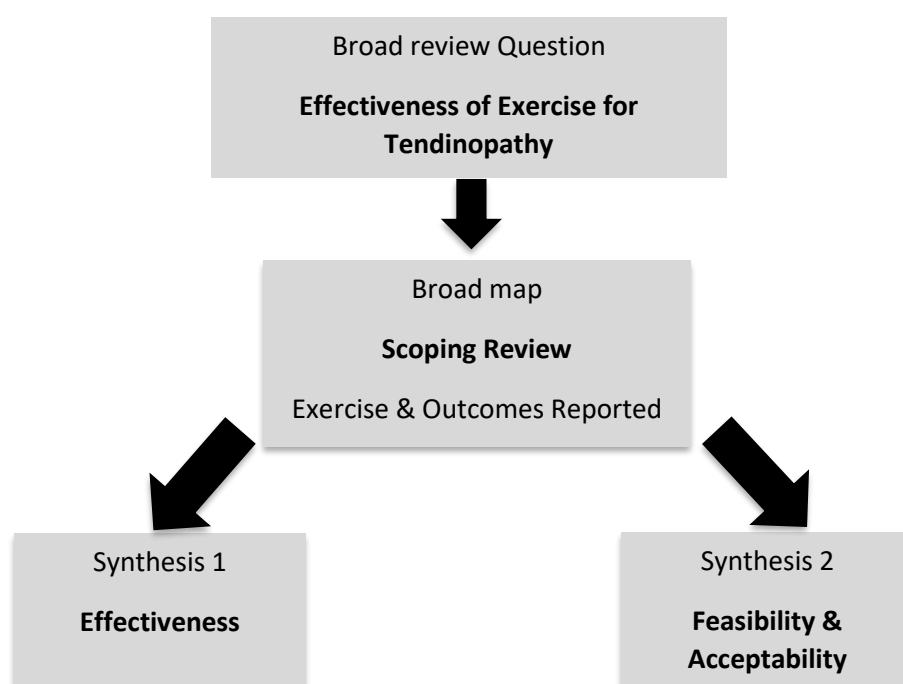 Broad review Question
Effectiveness of Exercise for
Tendinopathy
Broad map
Scoping Review
Exercise & Outcomes Reported
Synthesis 1
Effectiveness
Synthesis 2
Feasibility &
Acceptability